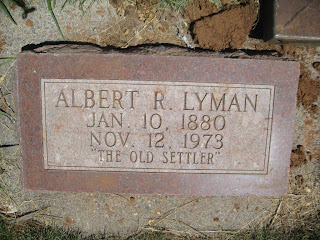 ALBERT R. LYMAN
JAN. 10, 1880
NOV. 12, 1973
"THE OLD SETTLER"